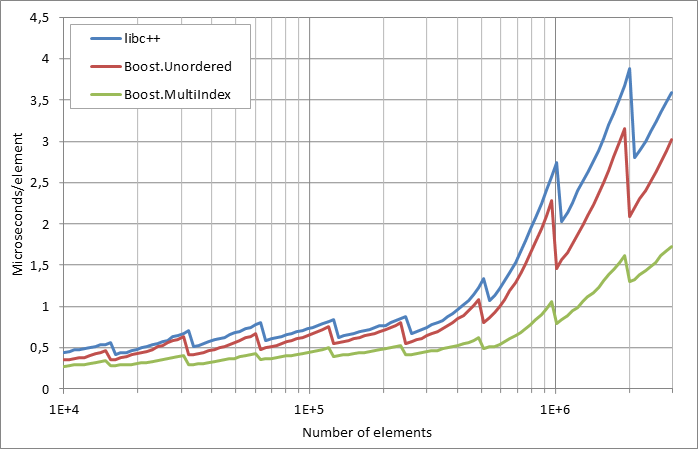 4,5
4
3,5
3
2,5
2
1,5
1
0,5
0
Microseconds/element
libc++
Boost.Unordered
Boost.MultiIndex
1E+4 1E+5 1E+6
Number of elements